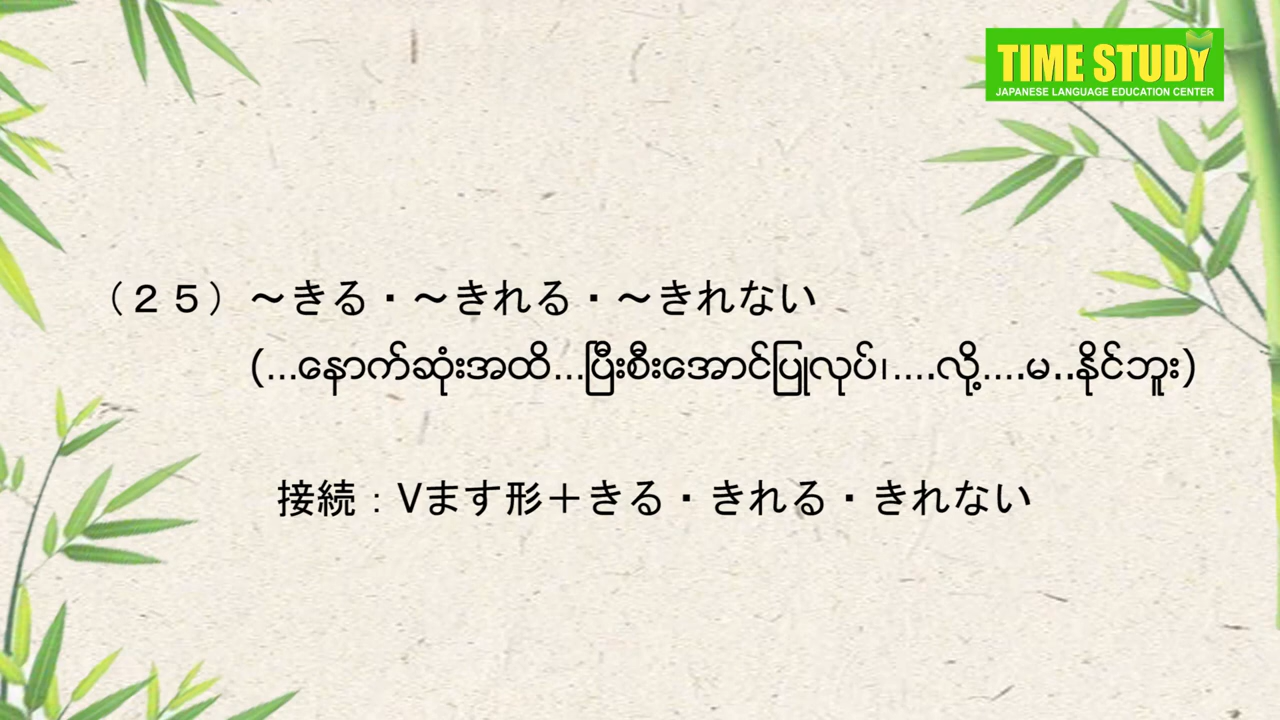 TIME STUDY
JAPANESE LANGUAGE EDUCATION CENTER
（２５）～きる・～きれる・～きれない
(...နောက်ဆုံးအထိ...ပြီးစီးအောင်ပြုလုပ်၊....လို့....မ..နိုင်ဘူး)
接続：Vます形＋きる・きれる・きれない